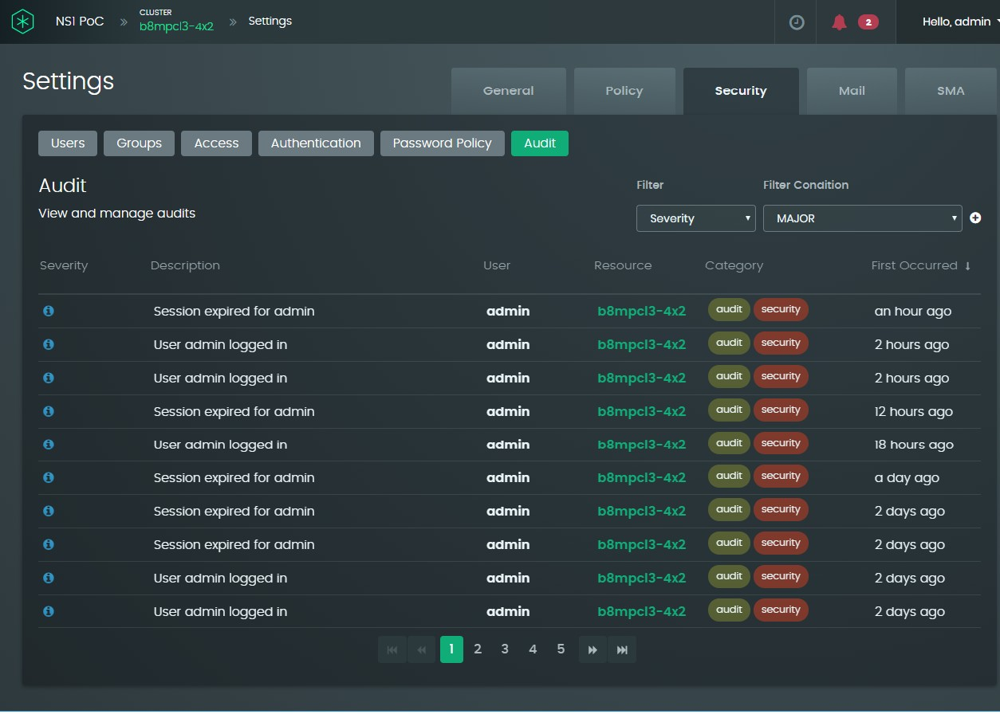 NS1 PoC » CLUSTER b8mpcl3-4x2 » Settings 2 Hello, admin
Settings
General Policy Security Mail SMA
Users Groups Access Authentication Password Policy Audit
Audit
View and manage audits
Filter Filter Condition
Severity MAJOR
Severity Description User Resource Category First Occurred
Session expired for admin admin b8mpcl3-4x2 audit security an hour ago
User admin logged in admin b8mpcl3-4x2 audit security 2 hours ago
User admin logged in admin b8mpcl3-4x2 audit security 2 hours ago
Session expired for admin admin b8mpcl3-4x2 audit security 12 hours ago
User admin logged in admin b8mpcl3-4x2 audit security 18 hours ago
Session expired for admin admin b8mpcl3-4x2 audit security a day ago
Session expired for admin admin b8mpcl3-4x2 audit security 2 days ago
Session expired for admin admin b8mpcl3-4x2 audit security 2 days ago
User admin logged in admin b8mpcl3-4x2 audit security 2 days ago
User admin logged in admin b8mpcl3-4x2 audit security 2 days ago
1 2 3 4 5